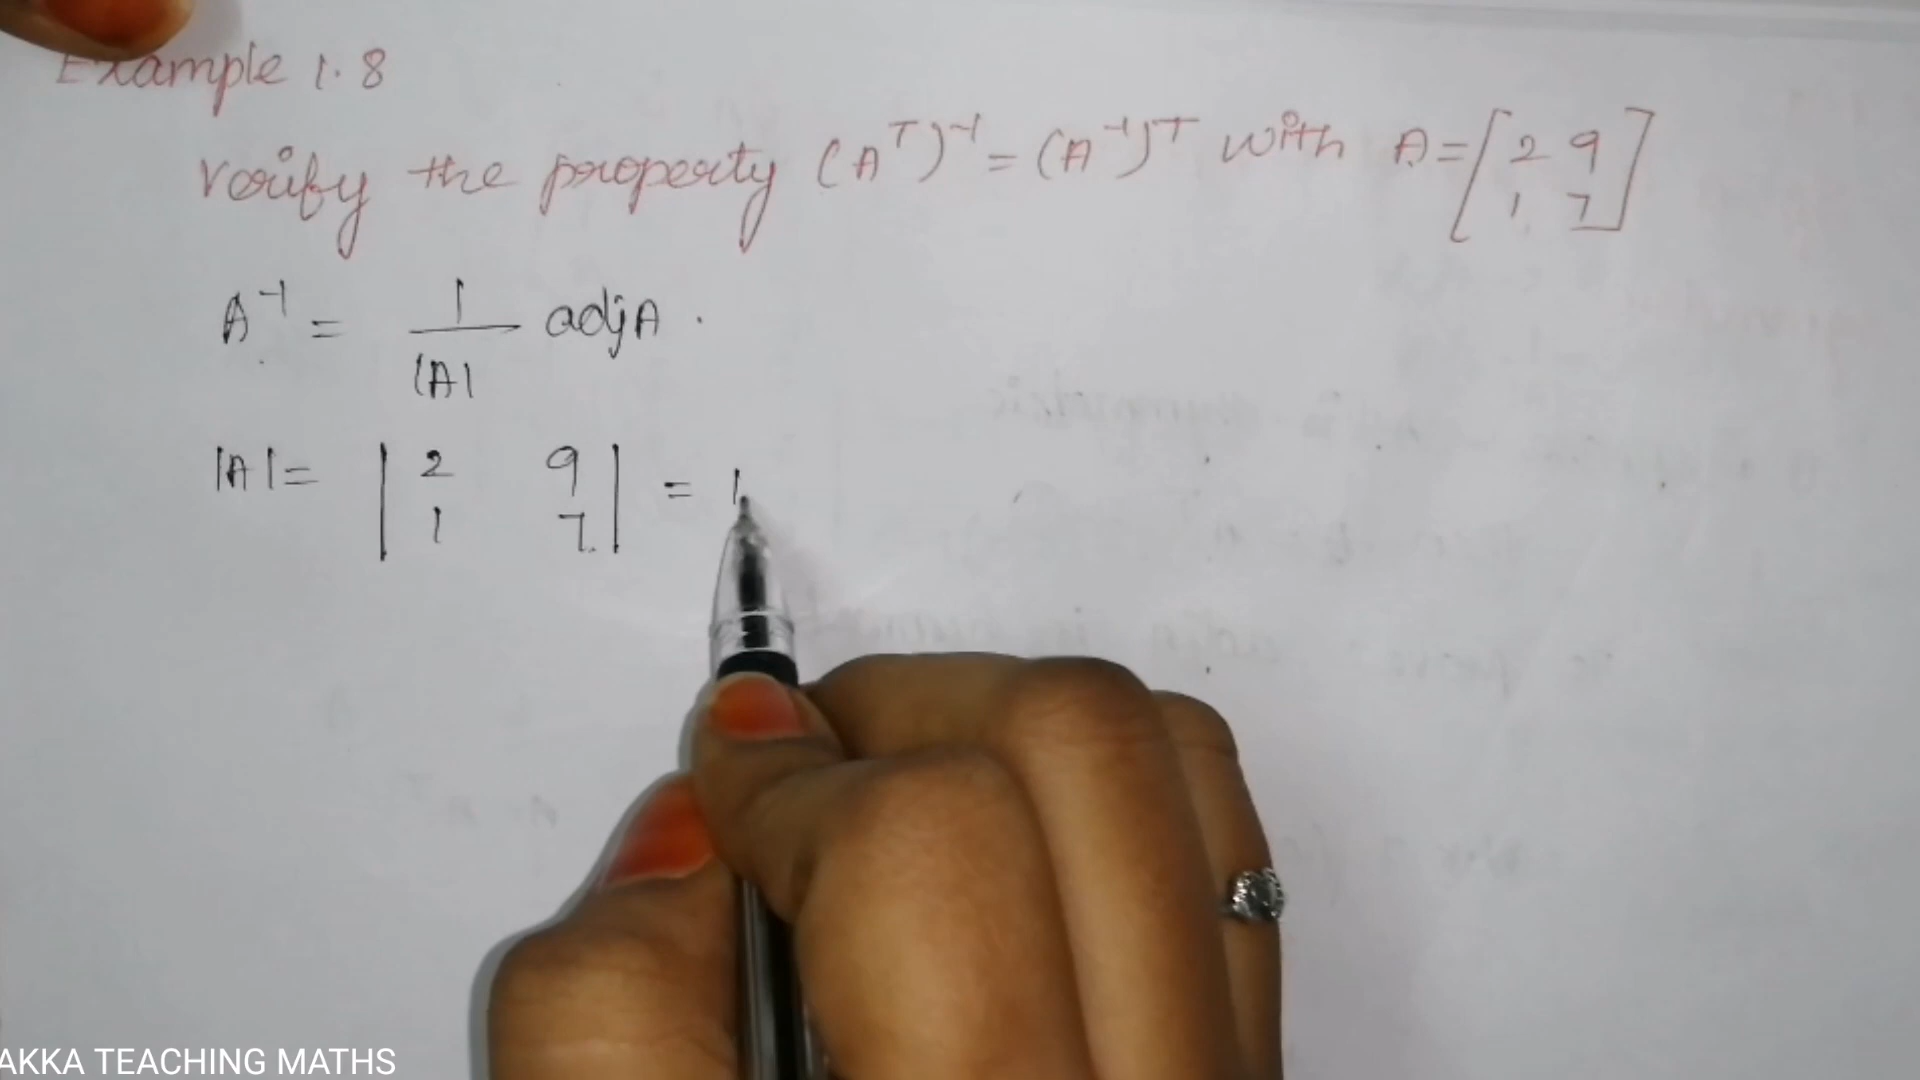 Example 1.8
Verify the property (Aᵀ)⁻¹ = (A⁻¹)ᵀ with A = [2 9
1 7]
A⁻¹ = 1/|A| adjA.
|A| = |2 9
1 7| = 1
AKKA TEACHING MATHS